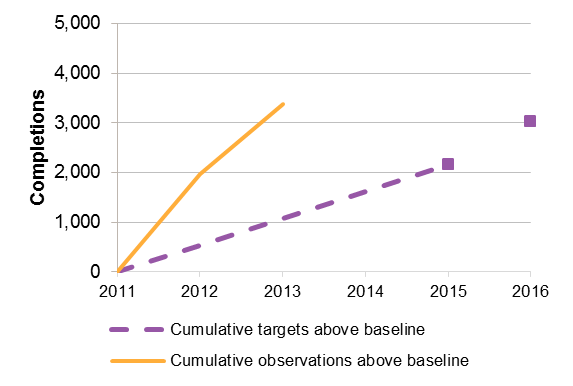 5,000
4,000
3,000
2,000
1,000
0
Completions
2011 2012 2013 2014 2015 2016
Cumulative targets above baseline
Cumulative observations above baseline